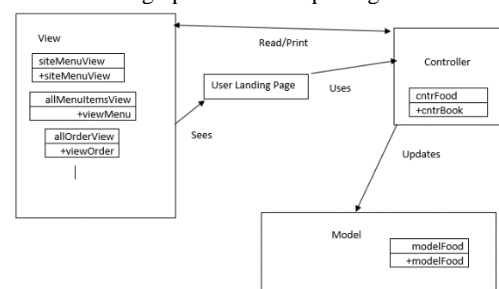 View
siteMenuView
+siteMenuView
allMenuItemsView
+viewMenu
allOrderView
+viewOrder
Read/Print
User Landing Page
Uses
Sees
Controller
cntrFood
+cntrBook
Updates
Model
modelFood
+modelFood